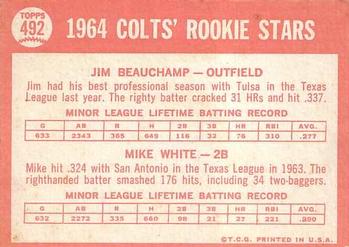 TOPPS
492
1964 COLTS' ROOKIE STARS
JIM BEAUCHAMP — OUTFIELD
Jim had his best professional season with Tulsa in the Texas
League last year. The righty batter cracked 31 HRs and hit .337.
MINOR LEAGUE LIFETIME BATTING RECORD
G AB R H 2B 3B HR RBI AVG.
633 2343 365 649 116 32 76 310 .277
MIKE WHITE — 2B
Mike hit .324 with San Antonio in the Texas League in 1963. The
righthanded batter smashed 176 hits, including 34 two-baggers.
MINOR LEAGUE LIFETIME BATTING RECORD
G AB R H 2B 3B HR RBI AVG.
632 2272 335 660 98 21 37 221 .290
©T.C.G. PRINTED IN U.S.A.